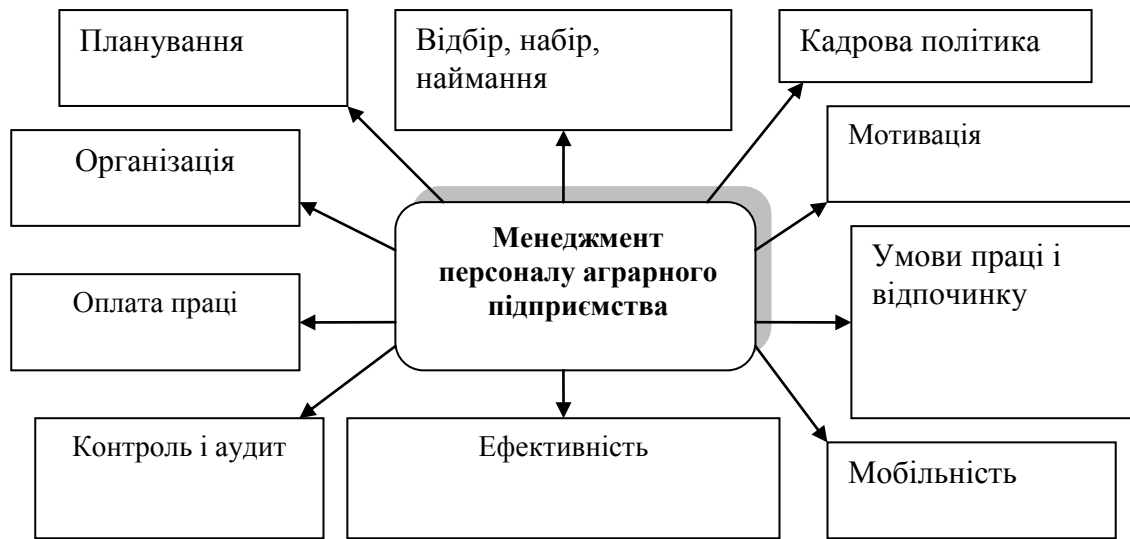 Планування
Відбір, набір,
наймання
Кадрова політика
Організація
Мотивація
Менеджмент
персоналу аграрного
підприємства
Умови праці і
відпочинку
Оплата праці
Контроль і аудит
Ефективність
Мобільність